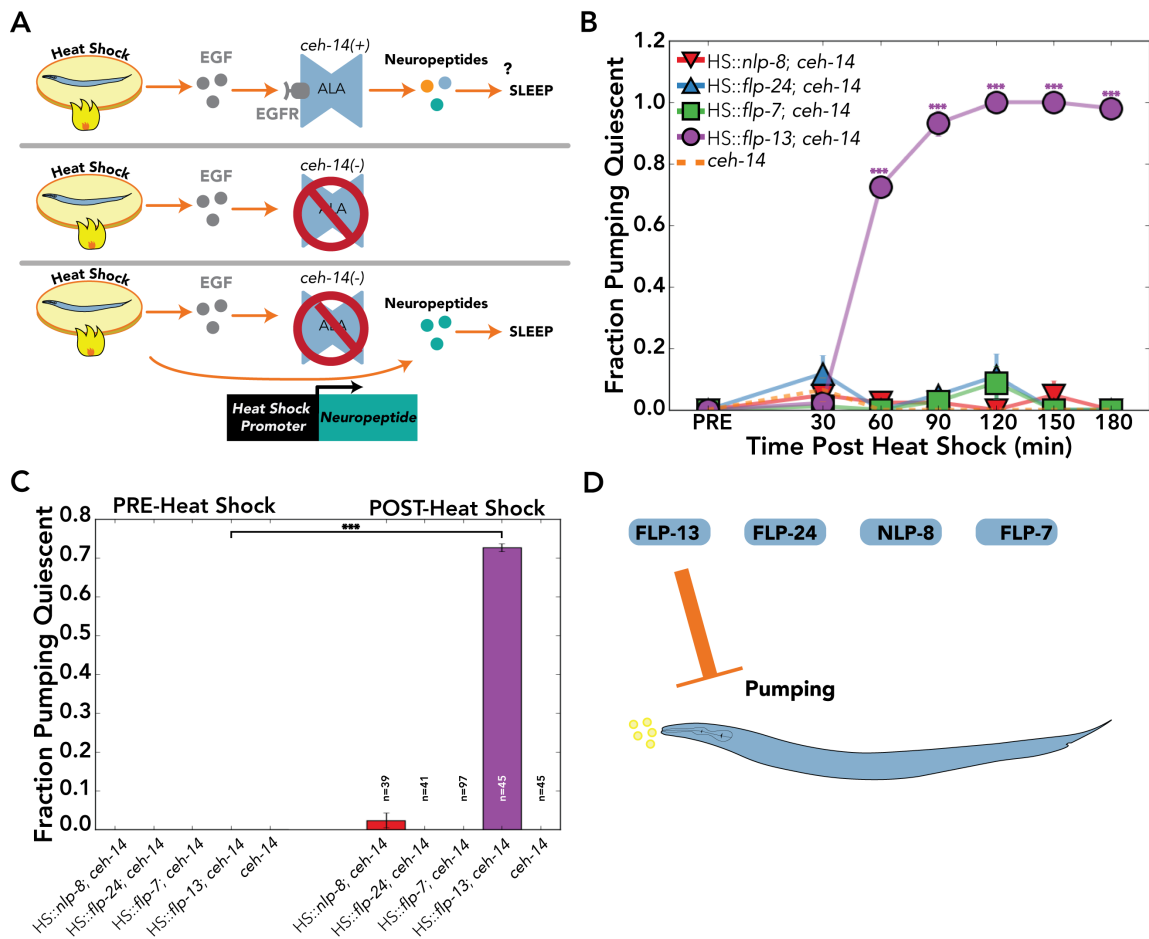 A
Heat Shock
EGF
EGFR
ceh-14(+)
ALA
Neuropeptides
?
SLEEP
Heat Shock
EGF
ceh-14(-)
ALA
Heat Shock
EGF
ceh-14(-)
ALA
Neuropeptides
SLEEP
Heat Shock
Promoter
Neuropeptide
B
Fraction Pumping Quiescent
1.2
1.0
0.8
0.6
0.4
0.2
0.0
HS::nlp-8; ceh-14
HS::flp-24; ceh-14
HS::flp-7; ceh-14
HS::flp-13; ceh-14
ceh-14
***
***
***
***
***
PRE 30 60 90 120 150 180
Time Post Heat Shock (min)
C
PRE-Heat Shock
POST-Heat Shock
***
Fraction Pumping Quiescent
0.8
0.7
0.6
0.5
0.4
0.3
0.2
0.1
0.0
n=39
n=41
n=97
n=45
n=45
HS::nlp-8; ceh-14
HS::flp-24; ceh-14
HS::flp-7; ceh-14
HS::flp-13; ceh-14
ceh-14
HS::nlp-8; ceh-14
HS::flp-24; ceh-14
HS::flp-7; ceh-14
HS::flp-13; ceh-14
ceh-14
D
FLP-13 FLP-24 NLP-8 FLP-7
Pumping